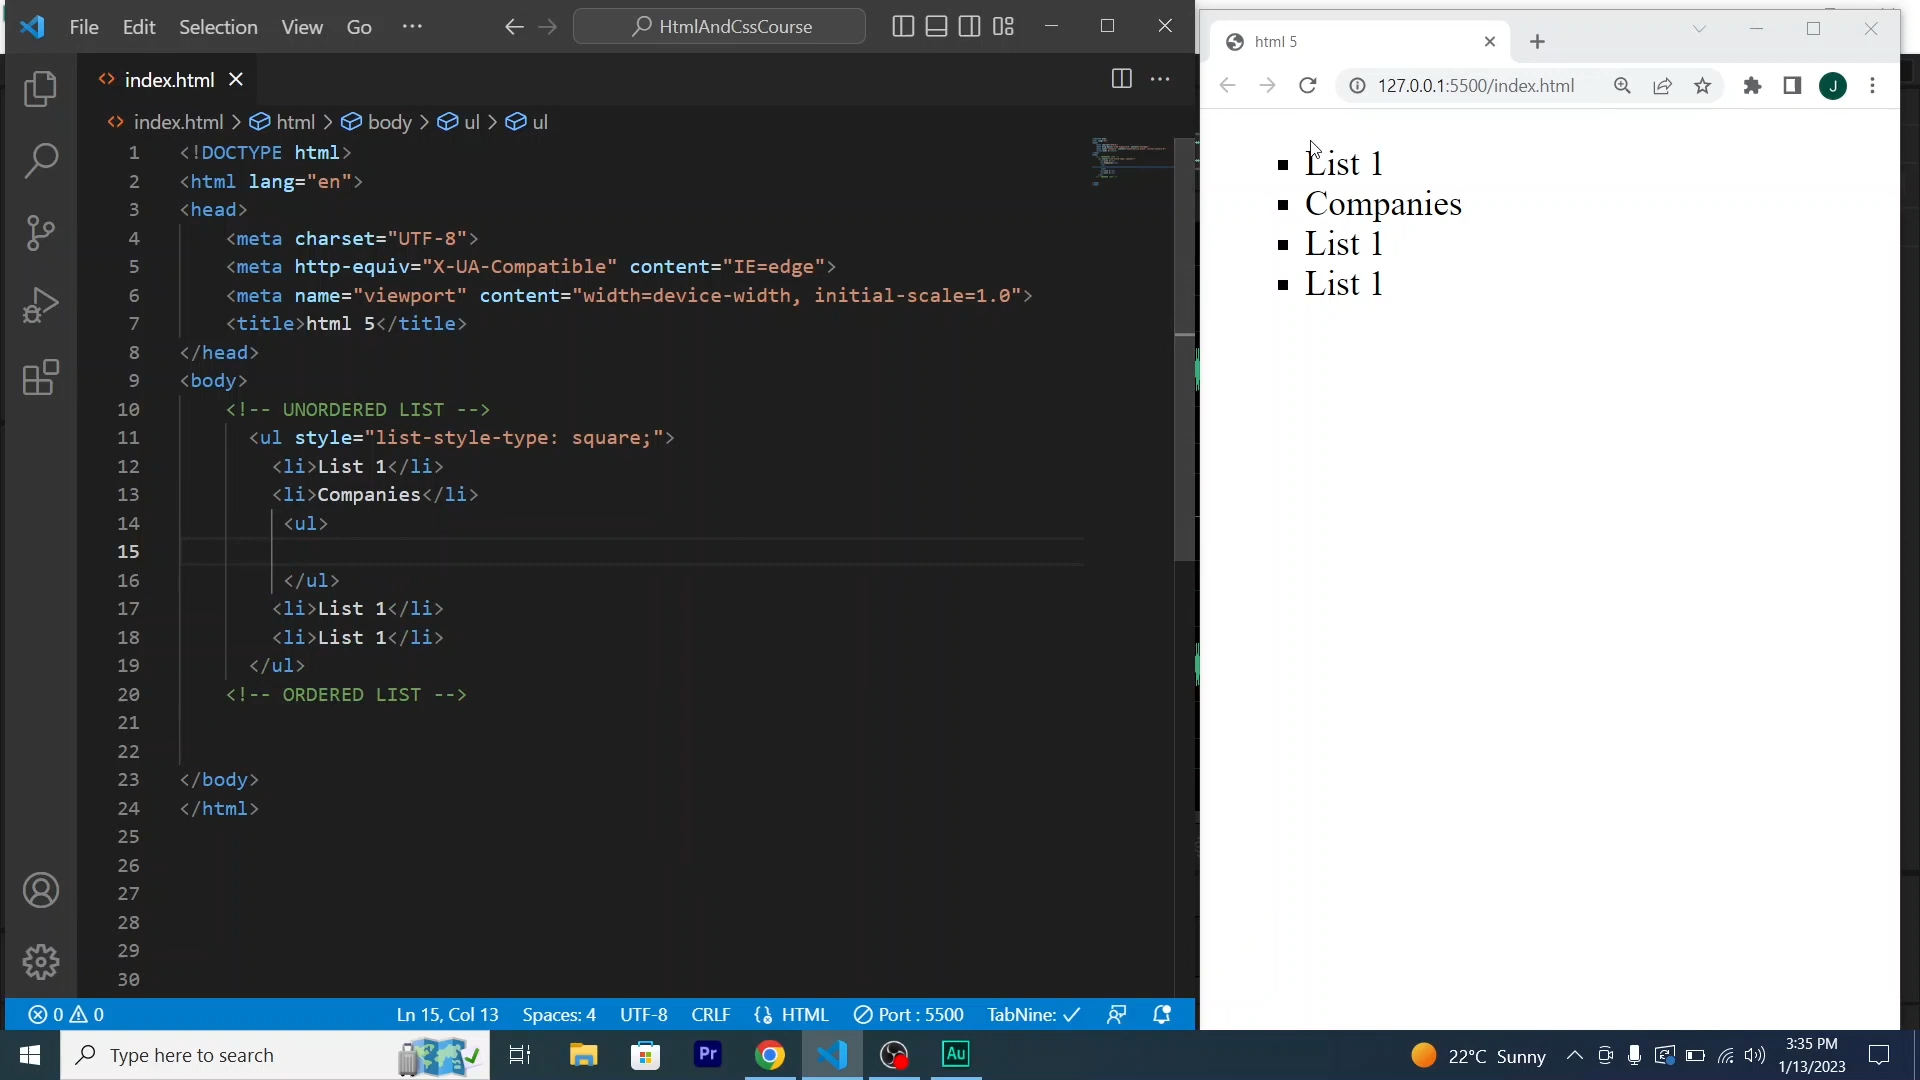 File Edit Selection View Go ··· HtmlAndCssCourse
index.html
index.html > html > body > ul > ul
1 <!DOCTYPE html>
2 <html lang="en">
3 <head>
4 <meta charset="UTF-8">
5 <meta http-equiv="X-UA-Compatible" content="IE=edge">
6 <meta name="viewport" content="width=device-width, initial-scale=1.0">
7 <title>html 5</title>
8 </head>
9 <body>
10 <!-- UNORDERED LIST -->
11 <ul style="list-style-type: square;">
12 <li>List 1</li>
13 <li>Companies</li>
14 <ul>
15
16 </ul>
17 <li>List 1</li>
18 <li>List 1</li>
19 </ul>
20 <!-- ORDERED LIST -->
21
22
23 </body>
24 </html>
25
26
27
28
29
30
0 0 Ln 15, Col 13 Spaces: 4 UTF-8 CRLF HTML Port : 5500 TabNine: ✓
html 5
127.0.0.1:5500/index.html J
List 1
Companies
List 1
List 1
Type here to search Pr Au 22°C Sunny 3:35 PM
1/13/2023